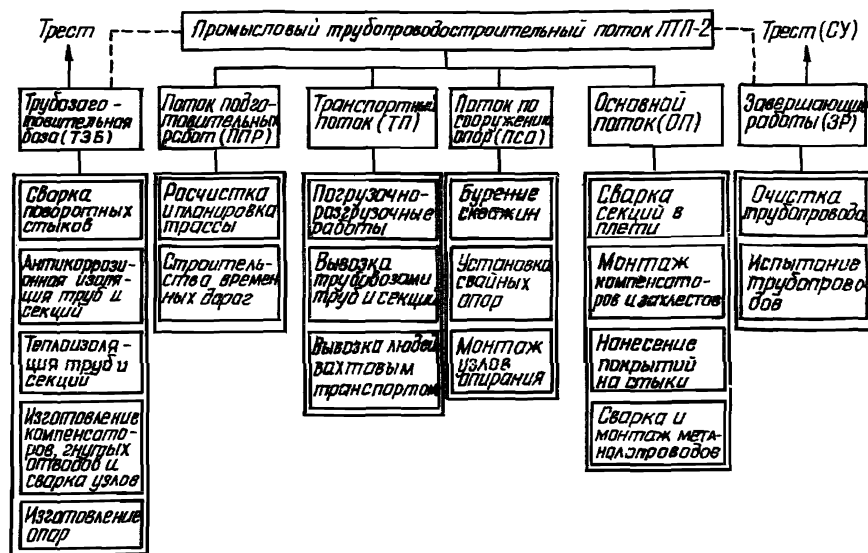 Трест
Промысловый трубопроводостроительный поток ПТП-2
Трест (СУ)
Трубозаго-
товительная
база (ТЗБ)
Поток подго-
товительных
работ (ППР)
Транспортный
поток (ТП)
Поток по
сооружению
опор (ПСО)
Основной
поток (ОП)
Завершающие
работы (ЗР)
Сварка
поворотных
стыков
Антикоррози-
онная изоля-
ция труб и
секций
Теплоизоля-
ция труб и
секций
Изготовление
компенсато-
ров, гнутых
отводов и
сварка узлов
Изготовление
опор
Расчистка
и планировка
трассы
Строитель-
ства времен-
ных дорог
Погрузочно-
разгрузочные
работы
Вывозка
трубовозами
труб и секций
Вывозка людей
вахтовым
транспортом
Бурение
скважин
Установка
свайных
опор
Монтаж
узлов
опирания
Сварка
секций в
плети
Монтаж
компенсато-
ров и захлестов
Нанесение
покрытий
на стыки
Сварка и
монтаж мета-
нолопроводов
Очистка
трубопровода
Испытание
трубопрово-
дов